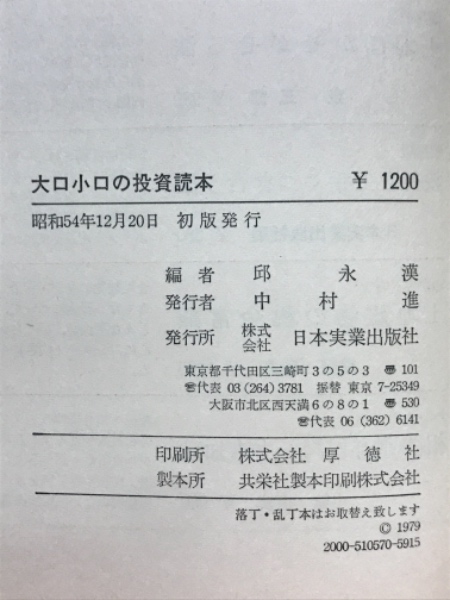 大口小口の投資読本 ¥ 1200
昭和54年12月20日 初版発行
編者 邱永漢
発行者 中村進
発行所 株式会社 日本実業出版社
東京都千代田区三崎町3の5の3 〠 101
☎代表 03(264)3781 振替 東京 7-25349
大阪市北区西天満6の8の1 〠 530
☎代表 06(362)6141
印刷所 株式会社 厚徳社
製本所 共栄社製本印刷株式会社
落丁・乱丁本はお取替え致します
© 1979
2000-510570-5915